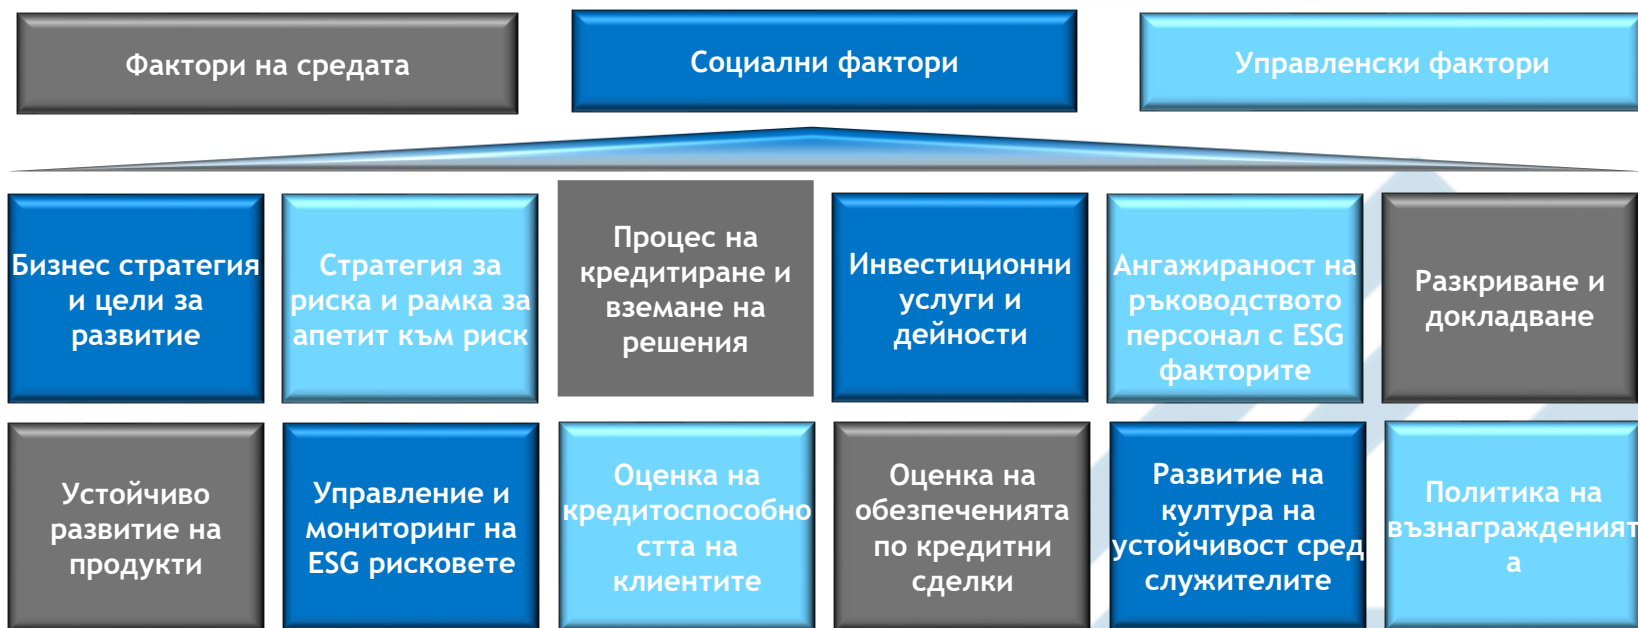 Фактори на средата
Социални фактори
Управленски фактори
Бизнес стратегия
и цели за
развитие
Стратегия за
риска и рамка за
апетит към риск
Процес на
кредитиране и
вземане на
решения
Инвестиционни
услуги и
дейности
Ангажираност на
ръководството
персонал с ESG
факторите
Разкриване и
докладване
Устойчиво
развитие на
продукти
Управление и
мониторинг на
ESG рисковете
Оценка на
кредитоспособно
стта на
клиентите
Оценка на
обезпеченията
по кредитни
сделки
Развитие на
култура на
устойчивост сред
служителите
Политика на
възнагражденият
а